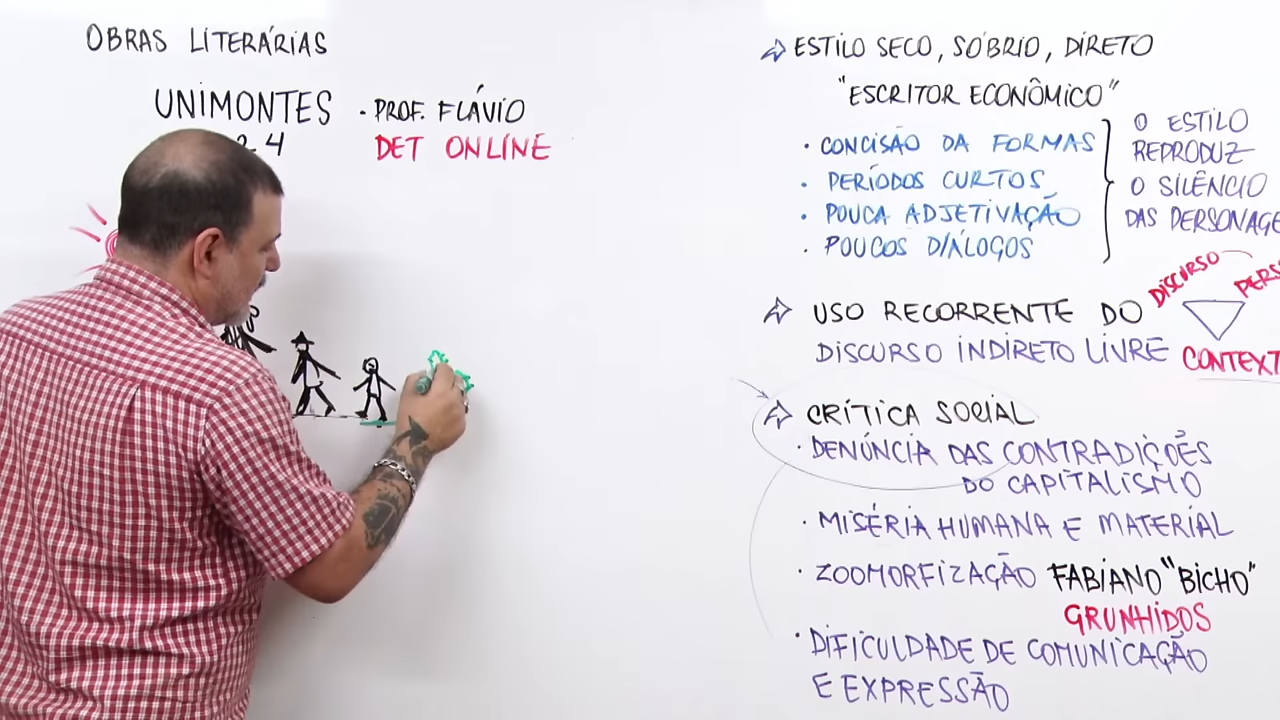 OBRAS LITERÁRIAS
UNIMONTES · PROF. FLÁVIO
DET ONLINE
ESTILO SECO, SÓBRIO, DIRETO
"ESCRITOR ECONÔMICO"
· CONCISÃO DA FORMAS
· PERÍODOS CURTOS
· POUCA ADJETIVAÇÃO
· POUCOS DIÁLOGOS
O ESTILO
REPRODUZ
O SILÊNCIO
DAS PERSONAGE
USO RECORRENTE DO
DISCURSO INDIRETO LIVRE
DISCURSO
PERS
CONTEXT
CRÍTICA SOCIAL
· DENÚNCIA DAS CONTRADIÇÕES
DO CAPITALISMO
· MISÉRIA HUMANA E MATERIAL
· ZOOMORFIZAÇÃO FABIANO "BICHO"
GRUNHIDOS
· DIFICULDADE DE COMUNICAÇÃO
E EXPRESSÃO